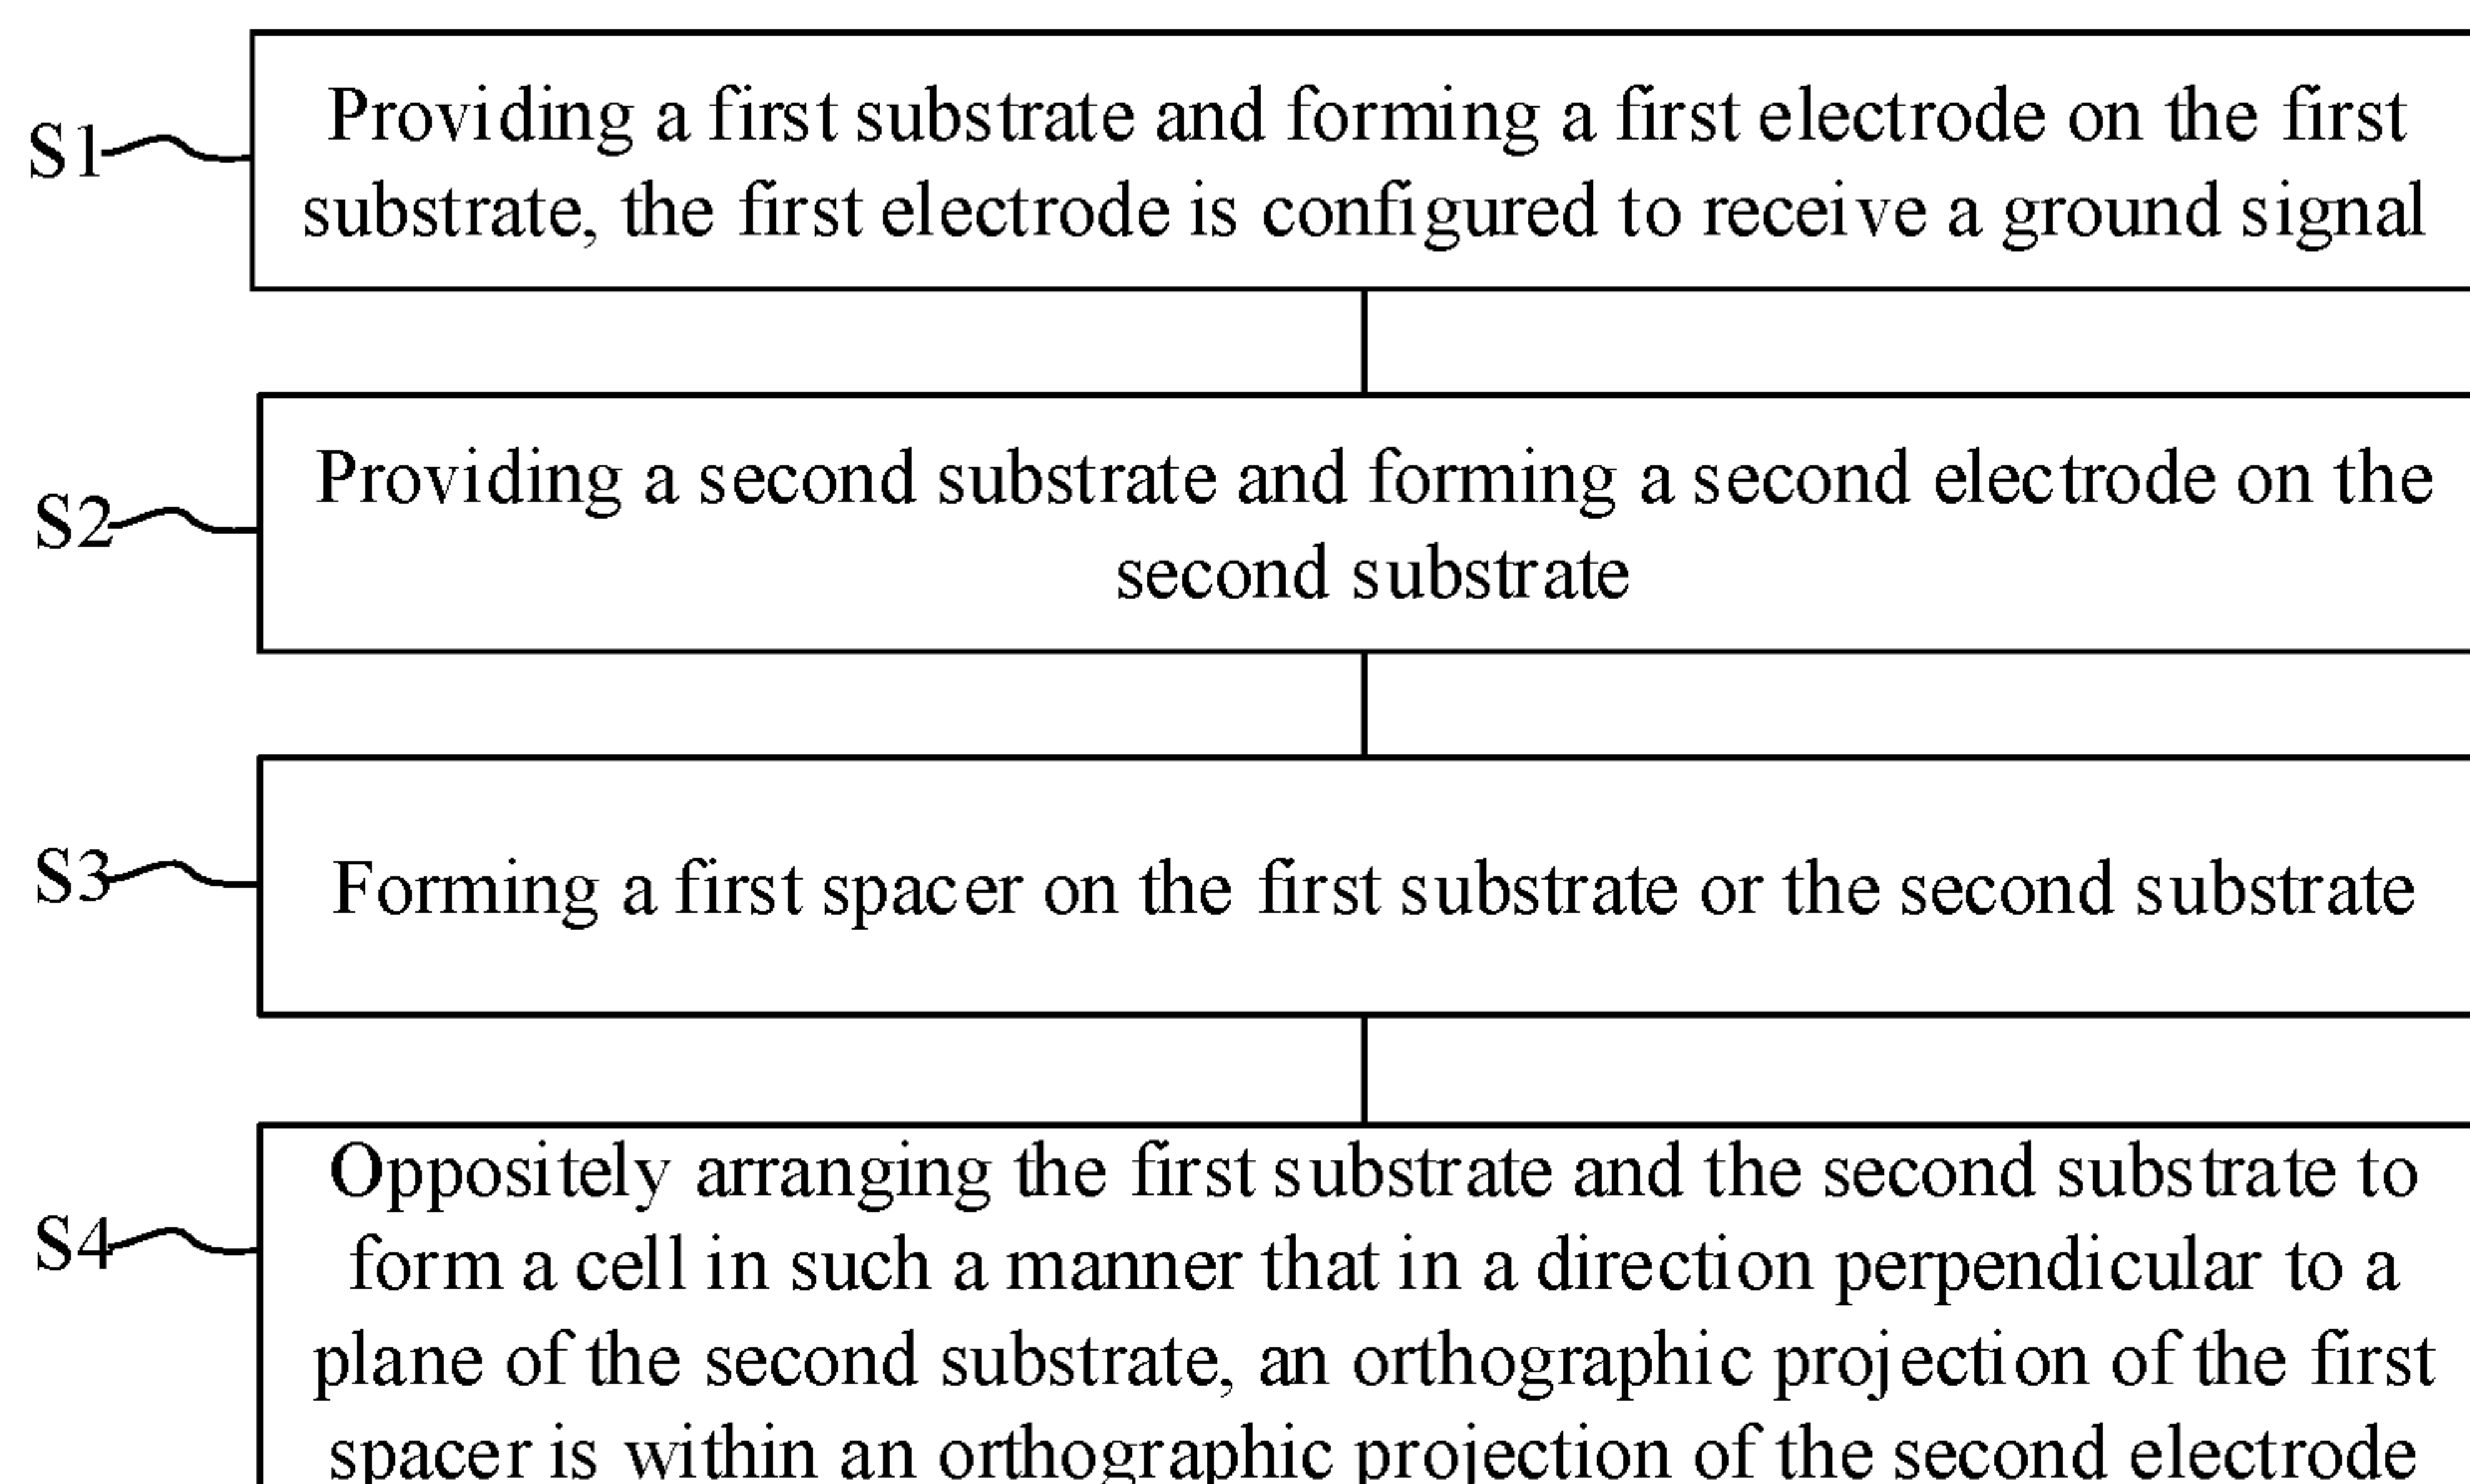 S1
Providing a first substrate and forming a first electrode on the first
substrate, the first electrode is configured to receive a ground signal
S2
Providing a second substrate and forming a second electrode on the
second substrate
S3
Forming a first spacer on the first substrate or the second substrate
S4
Oppositely arranging the first substrate and the second substrate to
form a cell in such a manner that in a direction perpendicular to a
plane of the second substrate, an orthographic projection of the first
spacer is within an orthographic projection of the second electrode